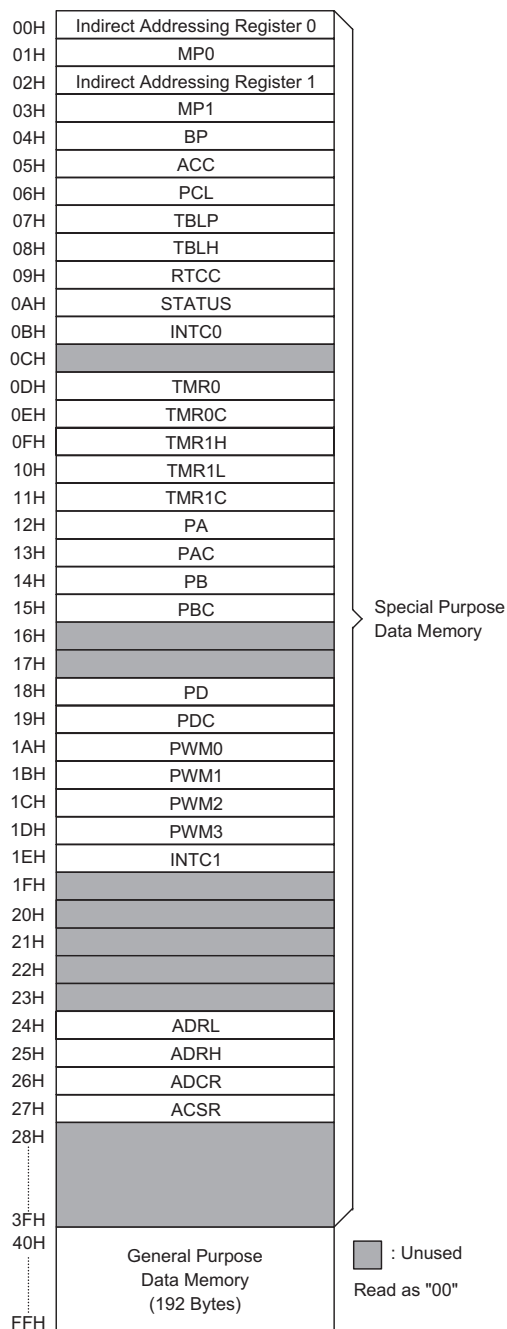 00H Indirect Addressing Register 0
01H MP0
02H Indirect Addressing Register 1
03H MP1
04H BP
05H ACC
06H PCL
07H TBLP
08H TBLH
09H RTCC
0AH STATUS
0BH INTC0
0CH
0DH TMR0
0EH TMR0C
0FH TMR1H
10H TMR1L
11H TMR1C
12H PA
13H PAC
14H PB
15H PBC
Special Purpose
Data Memory
16H
17H
18H PD
19H PDC
1AH PWM0
1BH PWM1
1CH PWM2
1DH PWM3
1EH INTC1
1FH
20H
21H
22H
23H
24H ADRL
25H ADRH
26H ADCR
27H ACSR
28H
3FH
40H
General Purpose
Data Memory
(192 Bytes)
FFH
: Unused
Read as "00"